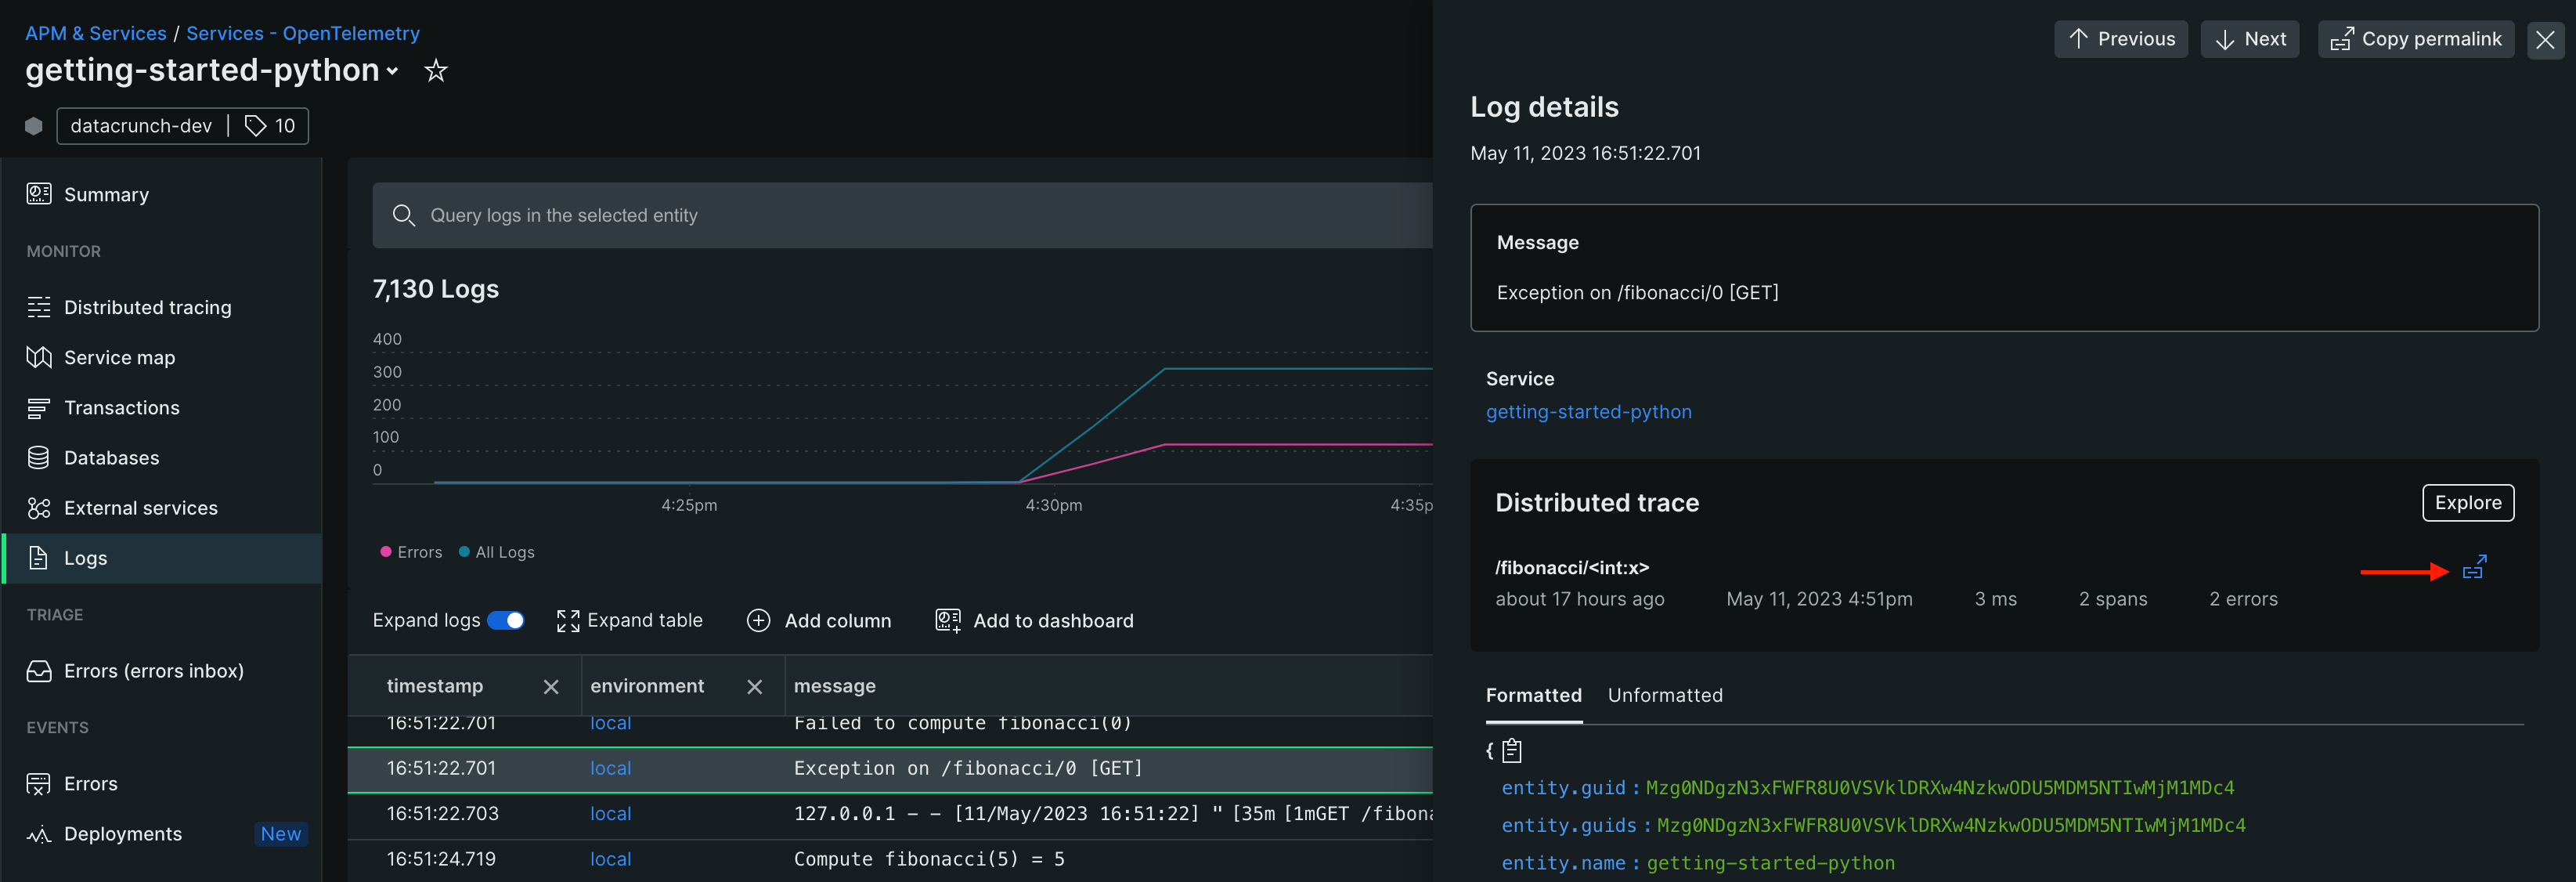 APM & Services / Services - OpenTelemetry
getting-started-python
datacrunch-dev | 10
Summary
MONITOR
Distributed tracing
Service map
Transactions
Databases
External services
Logs
TRIAGE
Errors (errors inbox)
EVENTS
Errors
Deployments New
Query logs in the selected entity
7,130 Logs
400
300
200
100
0
4:25pm 4:30pm 4:35p
Errors All Logs
Expand logs Expand table Add column Add to dashboard
timestamp environment message
16:51:22.701 local Failed to compute fibonacci(0)
16:51:22.701 local Exception on /fibonacci/0 [GET]
16:51:22.703 local 127.0.0.1 - - [11/May/2023 16:51:22] " [35m [1mGET /fibona
16:51:24.719 local Compute fibonacci(5) = 5
Previous Next Copy permalink
Log details
May 11, 2023 16:51:22.701
Message
Exception on /fibonacci/0 [GET]
Service
getting-started-python
Distributed trace Explore
/fibonacci/<int:x>
about 17 hours ago May 11, 2023 4:51pm 3 ms 2 spans 2 errors
Formatted Unformatted
{
entity.guid : Mzg0NDgzN3xFWFR8U0VSVklDRXw4NzkwODU5MDM5NTIwMjM1MDc4
entity.guids : Mzg0NDgzN3xFWFR8U0VSVklDRXw4NzkwODU5MDM5NTIwMjM1MDc4
entity.name : getting-started-python